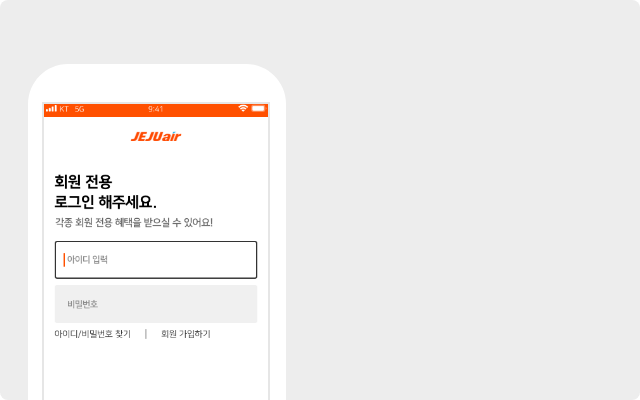 KT 5G 9:41
JEJUair
회원 전용
로그인 해주세요.
각종 회원 전용 혜택을 받으실 수 있어요!
아이디 입력
비밀번호
아이디/비밀번호 찾기 | 회원 가입하기